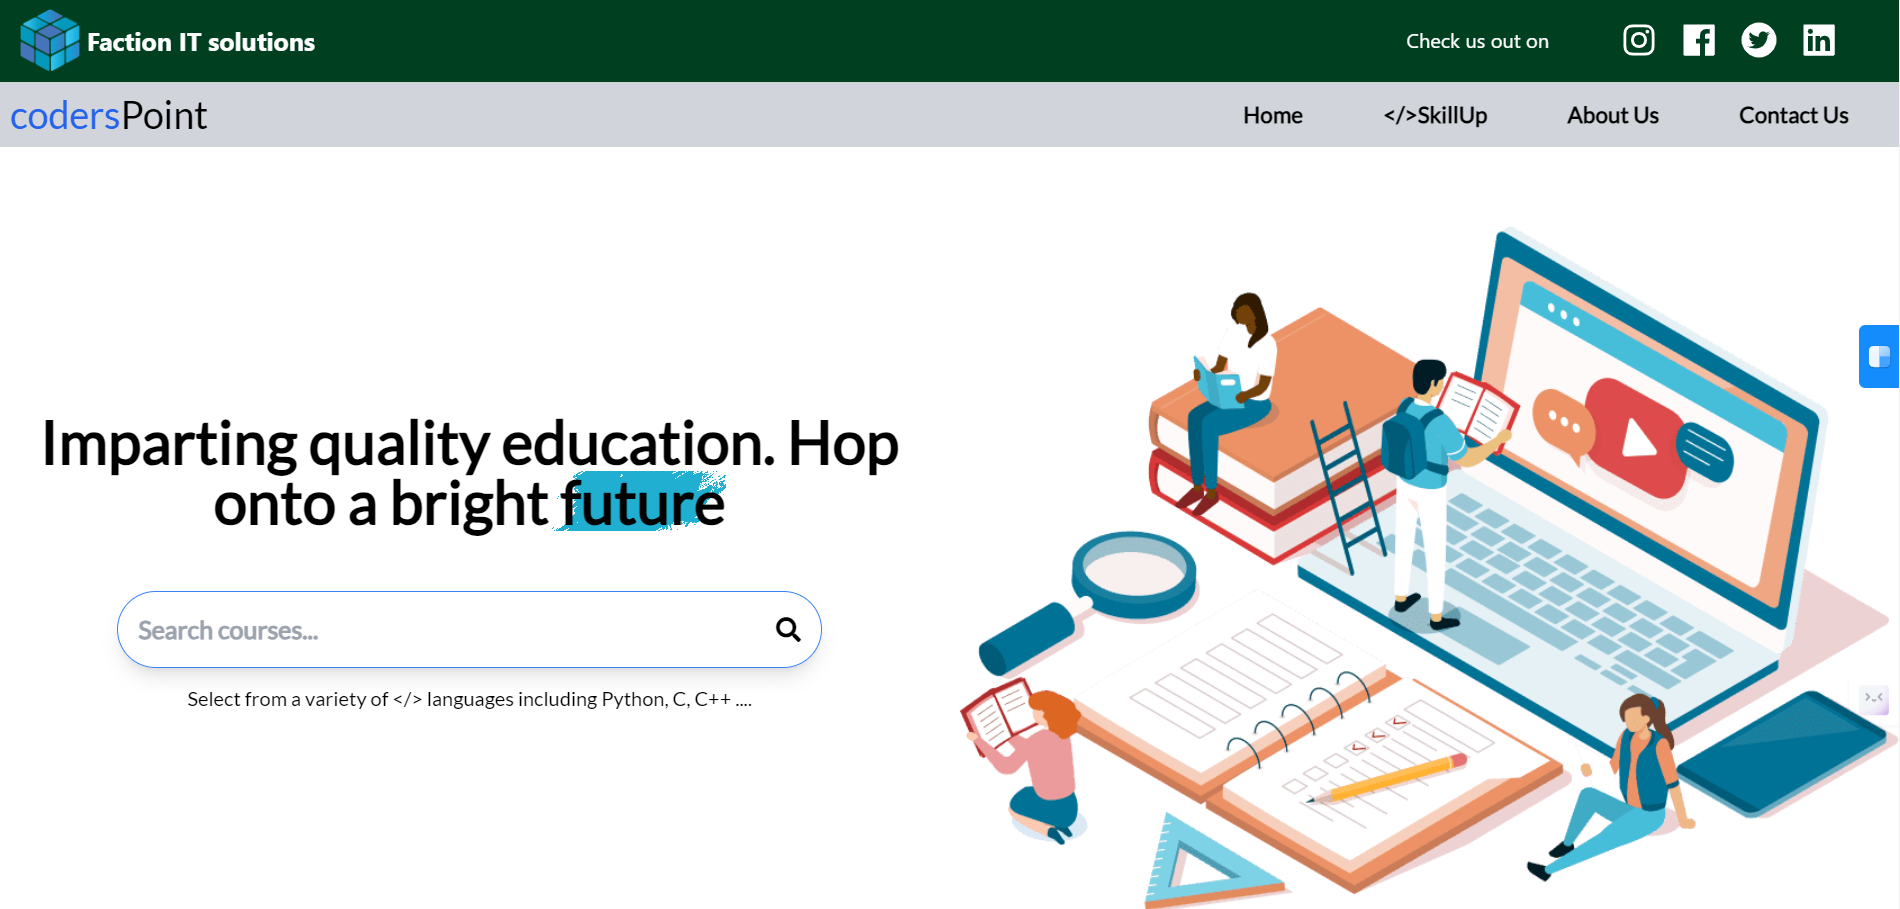 Faction IT solutions
Check us out on
codersPoint
Home
</>SkillUp
About Us
Contact Us
Imparting quality education. Hop
onto a bright future
Search courses...
Select from a variety of </> languages including Python, C, C++ ....